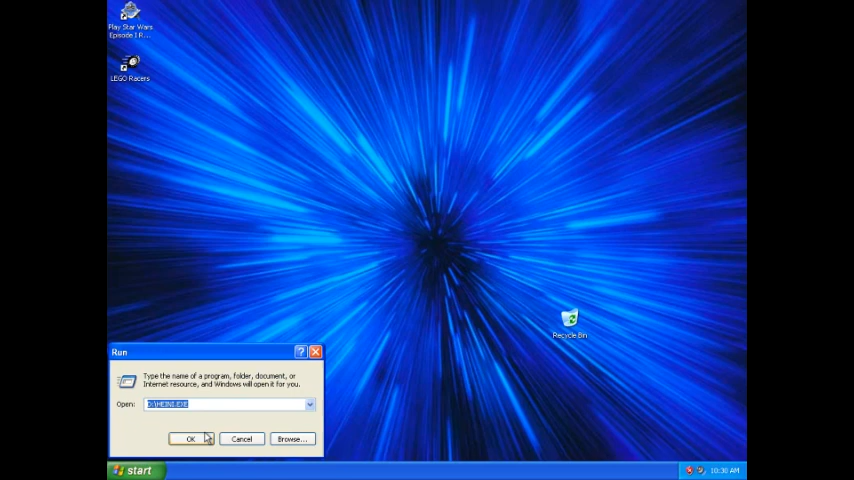 Play Star Wars
Episode I R...
LEGO Racers
Recycle Bin
Run
Type the name of a program, folder, document, or
Internet resource, and Windows will open it for you.
Open:
OK
Cancel
Browse...
start
10:30 AM